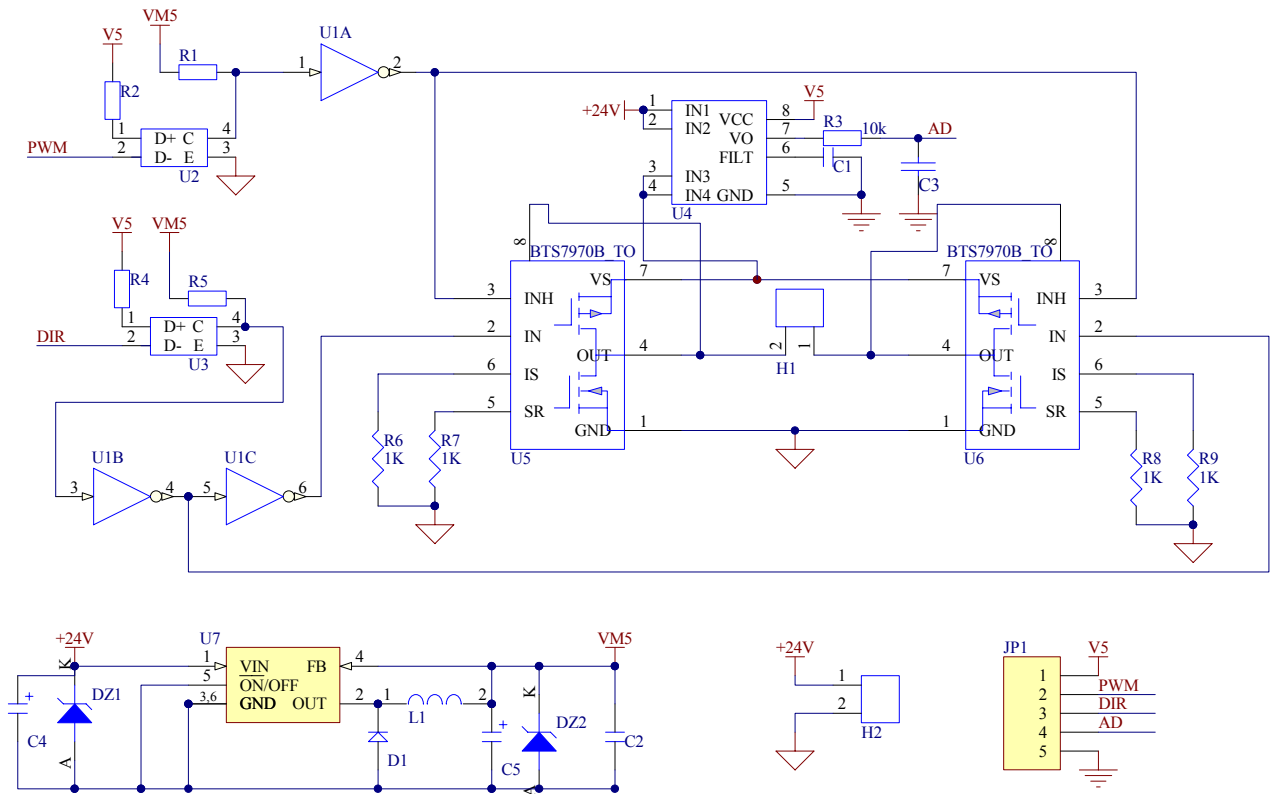 VM5
V5
R1
R2
U1A
1
2
PWM
1
2
D+ C
D- E
4
3
U2
+24V
1
2
3
4
IN1
IN2
IN3
IN4
VCC
VO
FILT
GND
8
7
6
5
U4
V5
R3
10k
AD
C1
C3
V5
VM5
R4
R5
DIR
1
2
D+ C
D- E
4
3
U3
8
BTS7970B_TO
3
2
6
5
INH
IN
IS
SR
VS
OUT
GND
7
4
1
U5
2
1
H1
8
BTS7970B_TO
7
4
1
VS
OUT
GND
INH
IN
IS
SR
3
2
6
5
U6
R6
1K
R7
1K
R8
1K
R9
1K
U1B
3
4
U1C
5
6
+24V
K
DZ1
A
+
C4
U7
1
5
3,6
VIN
ON/OFF
GND
FB
OUT
4
2
1
2
L1
D1
+
C5
K
DZ2
A
VM5
C2
+24V
1
2
H2
JP1
1
2
3
4
5
V5
PWM
DIR
AD